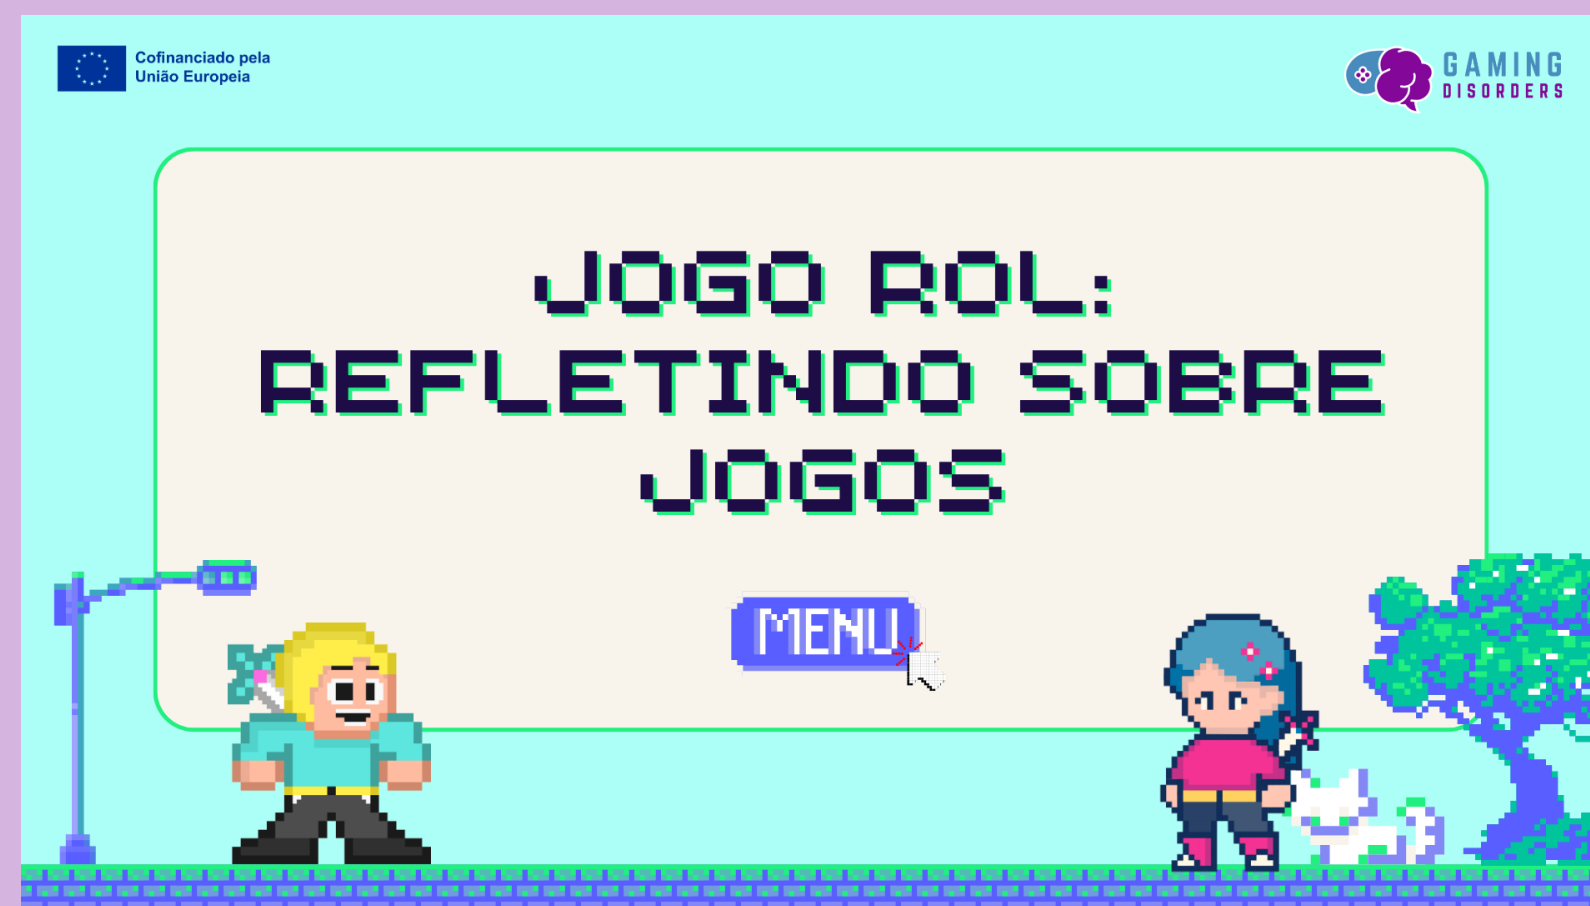 Cofinanciado pela
União Europeia
GAMING
DISORDERS
JOGO ROL:
REFLETINDO SOBRE
JOGOS
MENU